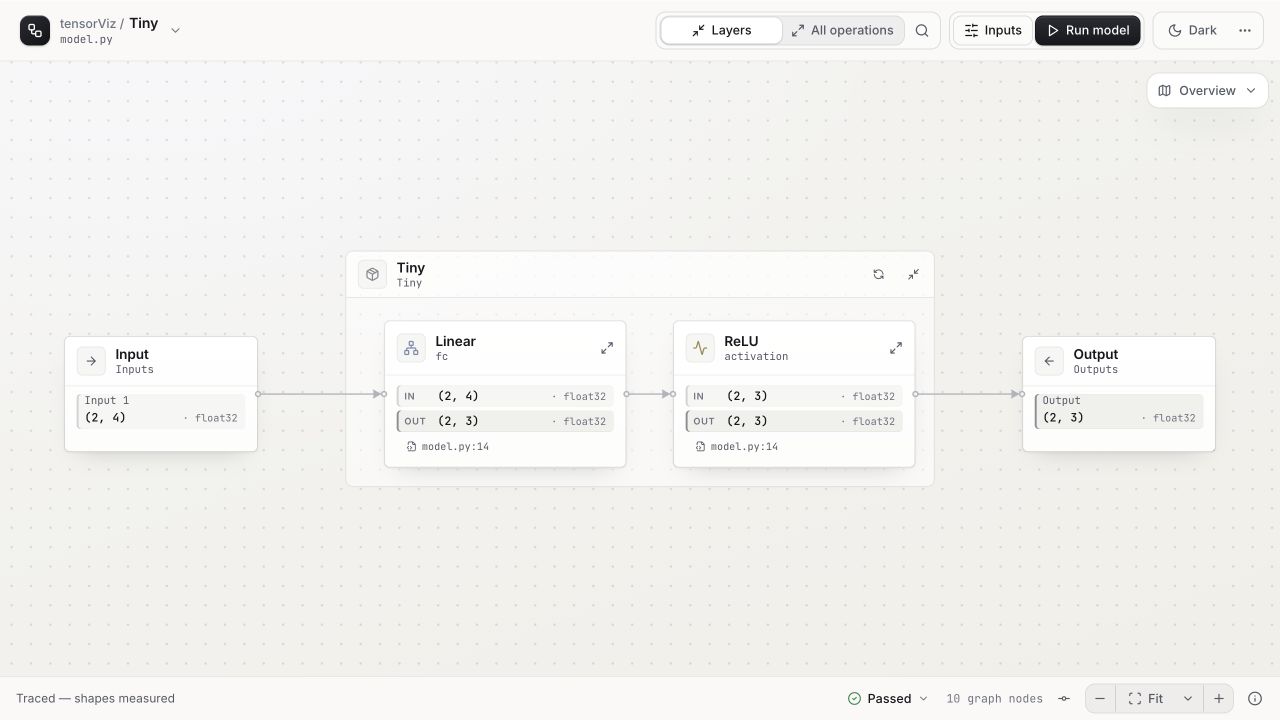 tensorViz / Tiny
model.py
Layers
All operations
Inputs
Run model
Dark
Overview
Tiny
Tiny
Input
Inputs
Input 1
(2, 4) · float32
Linear
fc
IN (2, 4) · float32
OUT (2, 3) · float32
model.py:14
ReLU
activation
IN (2, 3) · float32
OUT (2, 3) · float32
model.py:14
Output
Outputs
Output
(2, 3) · float32
Traced — shapes measured
Passed
10 graph nodes
Fit